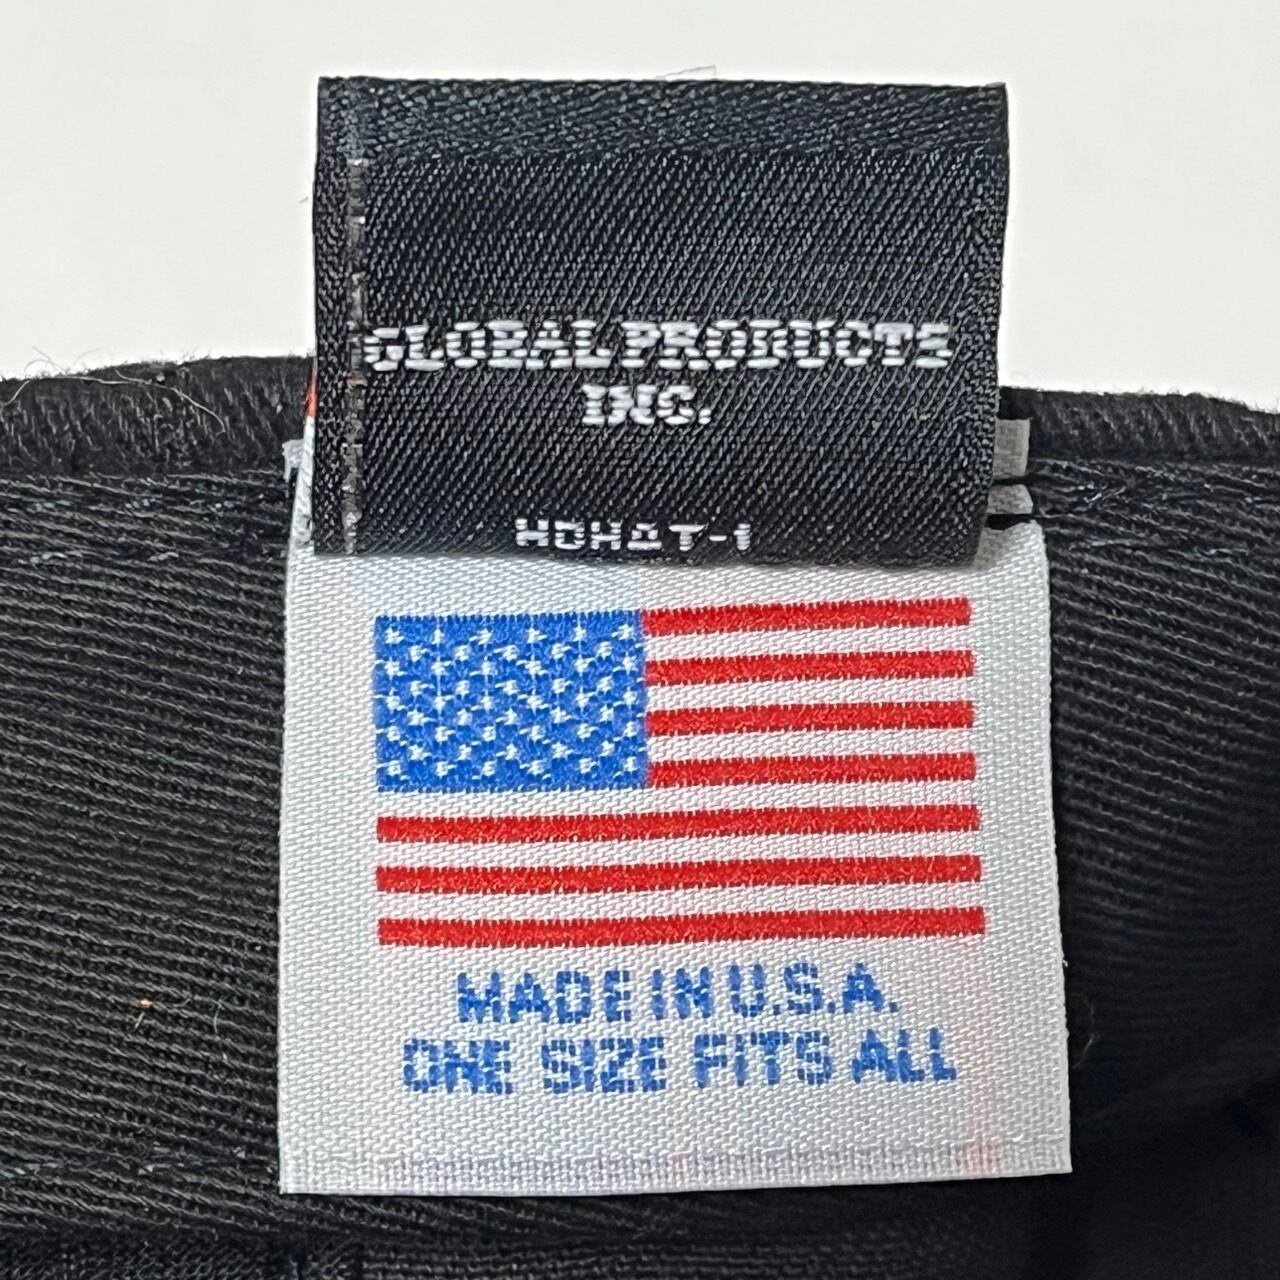 GLOBAL PRODUCTS
INC.
HDHAT-1
MADE IN U.S.A.
ONE SIZE FITS ALL